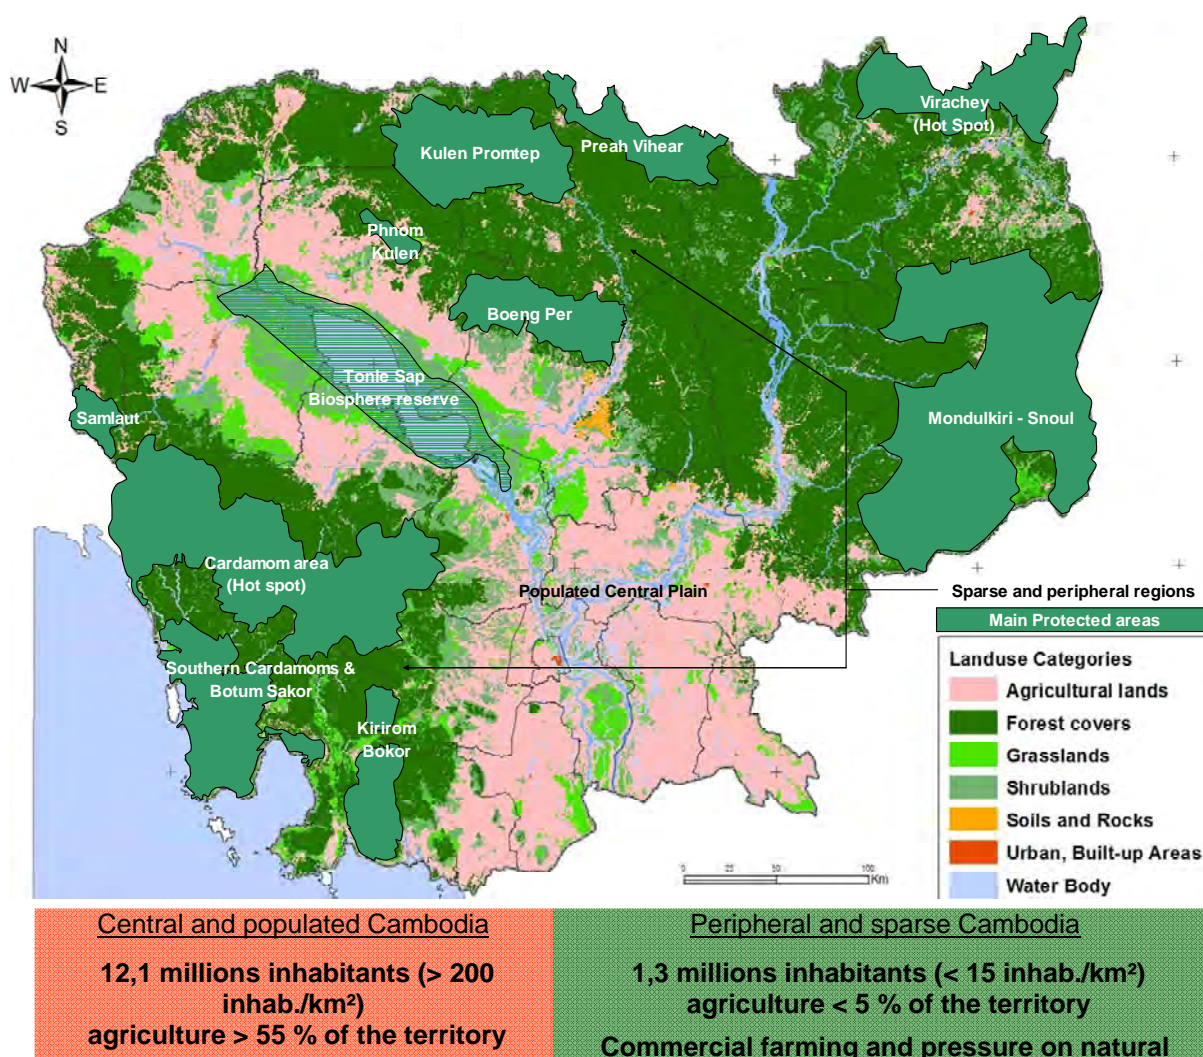 N
W E
S
Virachey
(Hot Spot)
Kulen Promtep
Preah Vihear
Phnom
Kulen
Boeng Per
Tonle Sap
Biosphere reserve
Samlaut
Mondulkiri - Snoul
Cardamom area
(Hot spot)
Populated Central Plain
Sparse and peripheral regions
Main Protected areas
Southern Cardamoms &
Botum Sakor
Kirirom
Bokor
Landuse Categories
Agricultural lands
Forest covers
Grasslands
Shrublands
Soils and Rocks
Urban, Built-up Areas
Water Body
0 25 50 100
Km
Central and populated Cambodia
12,1 millions inhabitants (> 200
inhab./km²)
agriculture > 55 % of the territory
Peripheral and sparse Cambodia
1,3 millions inhabitants (< 15 inhab./km²)
agriculture < 5 % of the territory
Commercial farming and pressure on natural